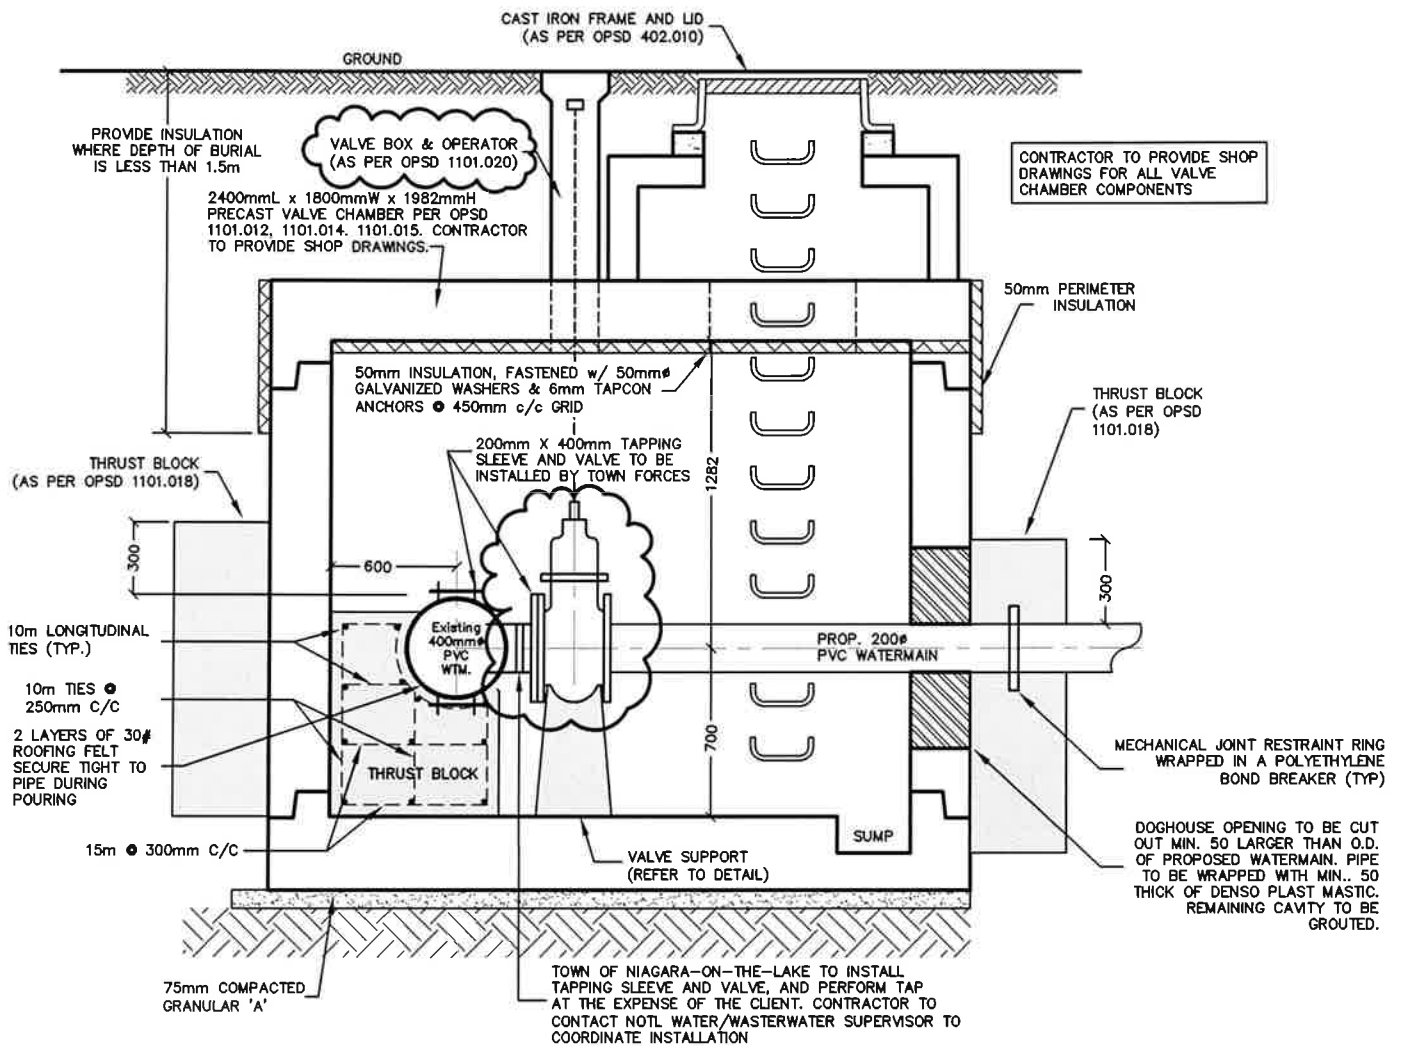 CAST IRON FRAME AND LID
(AS PER OPSD 402.010)
GROUND
PROVIDE INSULATION
WHERE DEPTH OF BURIAL
IS LESS THAN 1.5m
VALVE BOX & OPERATOR
(AS PER OPSD 1101.020)
CONTRACTOR TO PROVIDE SHOP
DRAWINGS FOR ALL VALVE
CHAMBER COMPONENTS
2400mmL x 1800mmW x 1982mmH
PRECAST VALVE CHAMBER PER OPSD
1101.012, 1101.014. 1101.015. CONTRACTOR
TO PROVIDE SHOP DRAWINGS.
50mm PERIMETER
INSULATION
50mm INSULATION, FASTENED w/ 50mmø
GALVANIZED WASHERS & 6mm TAPCON
ANCHORS @ 450mm c/c GRID
THRUST BLOCK
(AS PER OPSD
1101.018)
200mm X 400mm TAPPING
SLEEVE AND VALVE TO BE
INSTALLED BY TOWN FORCES
THRUST BLOCK
(AS PER OPSD 1101.018)
1282
300
600
300
10m LONGITUDINAL
TIES (TYP.)
Existing
400mmø
PVC
WTM.
PROP. 200ø
PVC WATERMAIN
10m TIES @
250mm C/C
2 LAYERS OF 30#
ROOFING FELT
SECURE TIGHT TO
PIPE DURING
POURING
THRUST BLOCK
700
MECHANICAL JOINT RESTRAINT RING
WRAPPED IN A POLYETHYLENE
BOND BREAKER (TYP)
15m @ 300mm C/C
SUMP
VALVE SUPPORT
(REFER TO DETAIL)
DOGHOUSE OPENING TO BE CUT
OUT MIN. 50 LARGER THAN O.D.
OF PROPOSED WATERMAIN. PIPE
TO BE WRAPPED WITH MIN.. 50
THICK OF DENSO PLAST MASTIC.
REMAINING CAVITY TO BE
GROUTED.
75mm COMPACTED
GRANULAR 'A'
TOWN OF NIAGARA-ON-THE-LAKE TO INSTALL
TAPPING SLEEVE AND VALVE, AND PERFORM TAP
AT THE EXPENSE OF THE CLIENT. CONTRACTOR TO
CONTACT NOTL WATER/WASTERWATER SUPERVISOR TO
COORDINATE INSTALLATION